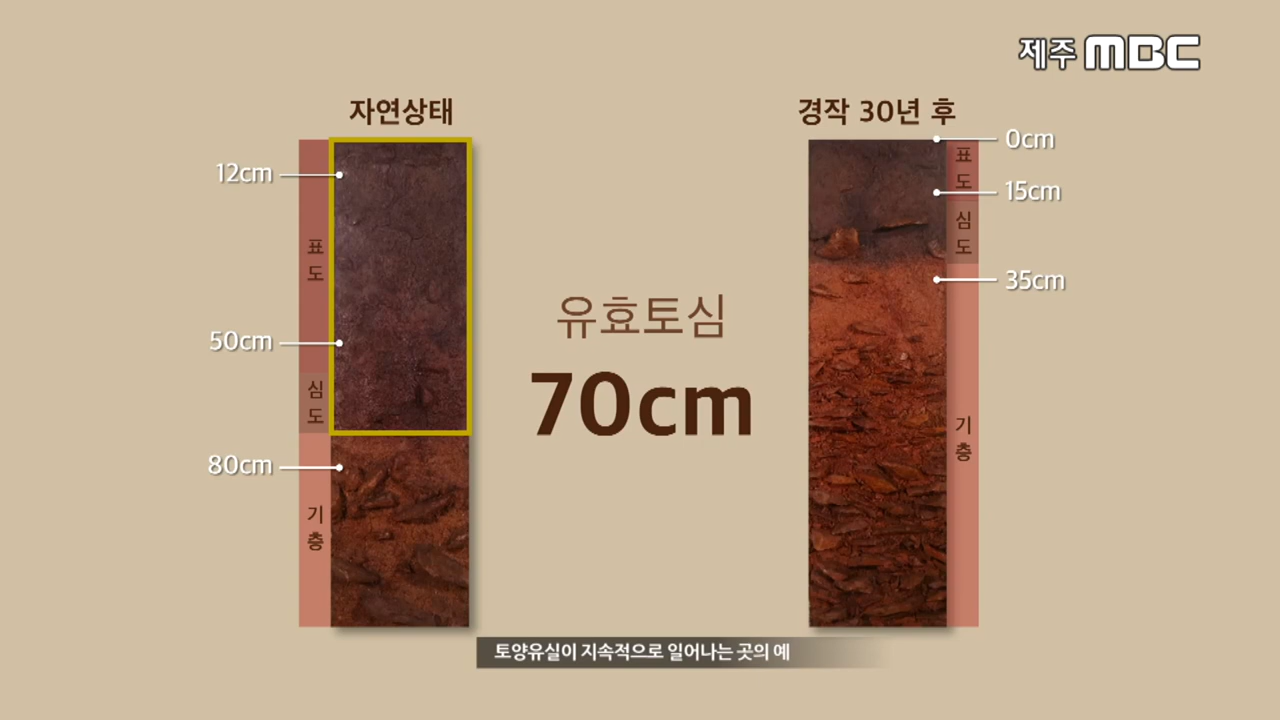 제주 MBC
자연상태
12cm
50cm
80cm
표도
심도
기층
유효토심
70cm
경작 30년 후
0cm
15cm
35cm
표도
심도
기층
토양유실이 지속적으로 일어나는 곳의 예